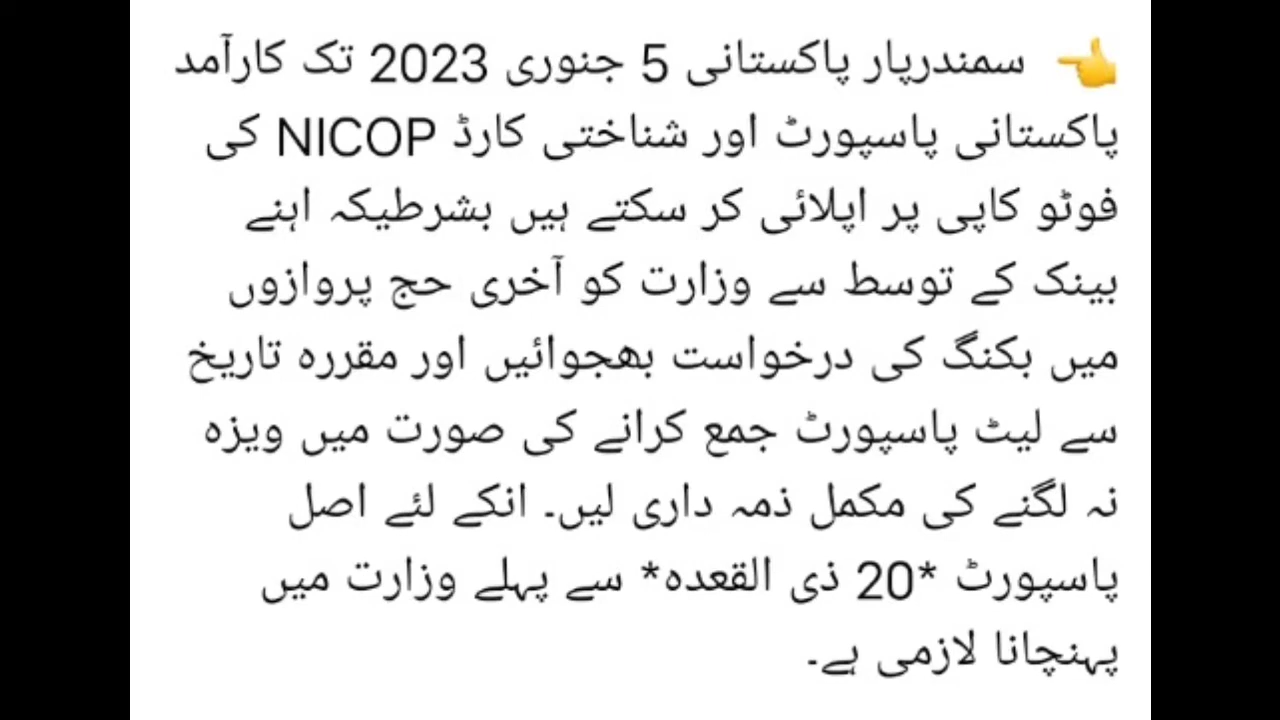 👈 سمندرپار پاکستانی 5 جنوری 2023 تک کارآمد
پاکستانی پاسپورٹ اور شناختی کارڈ NICOP کی
فوٹو کاپی پر اپلائی کر سکتے ہیں بشرطیکہ اہنے
بینک کے توسط سے وزارت کو آخری حج پروازوں
میں بکنگ کی درخواست بھجوائیں اور مقررہ تاریخ
سے لیٹ پاسپورٹ جمع کرانے کی صورت میں ویزہ
نہ لگنے کی مکمل ذمہ داری لیں۔ انکے لئے اصل
پاسپورٹ *20 ذی القعدہ* سے پہلے وزارت میں
پہنچانا لازمی ہے۔